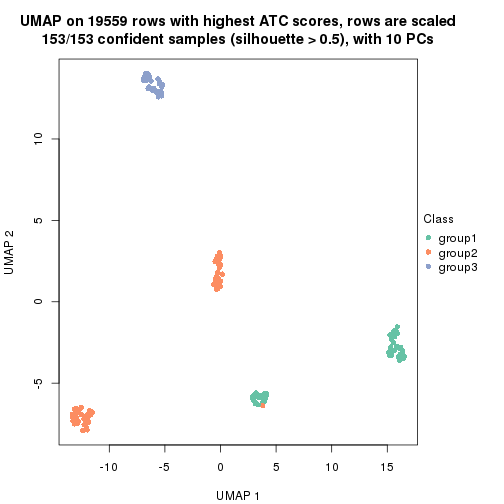 UMAP on 19559 rows with highest ATC scores, rows are scaled
153/153 confident samples (silhouette > 0.5), with 10 PCs
10
5
0
-5
UMAP 2
-10
-5
0
5
10
15
UMAP 1
Class
group1
group2
group3